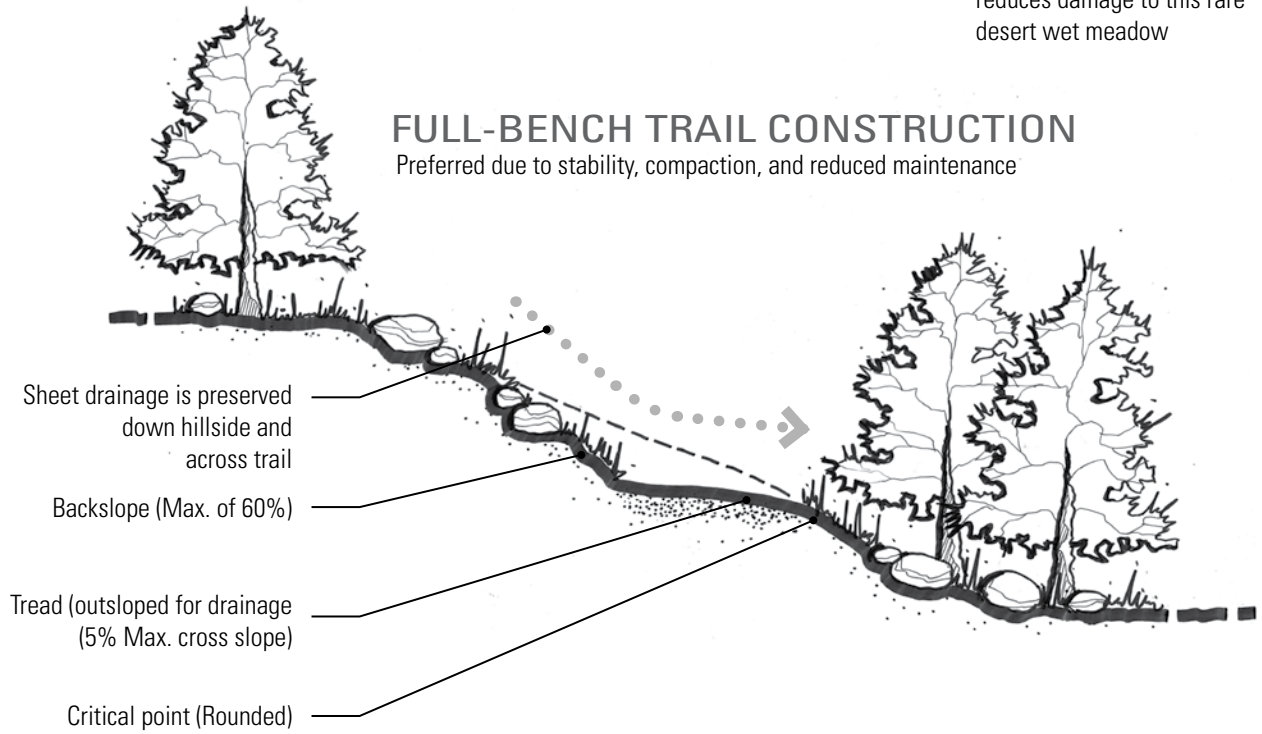 reduces damage to this rare
desert wet meadow
FULL-BENCH TRAIL CONSTRUCTION
Preferred due to stability, compaction, and reduced maintenance
Sheet drainage is preserved
down hillside and
across trail
Backslope (Max. of 60%)
Tread (outsloped for drainage
(5% Max. cross slope)
Critical point (Rounded)